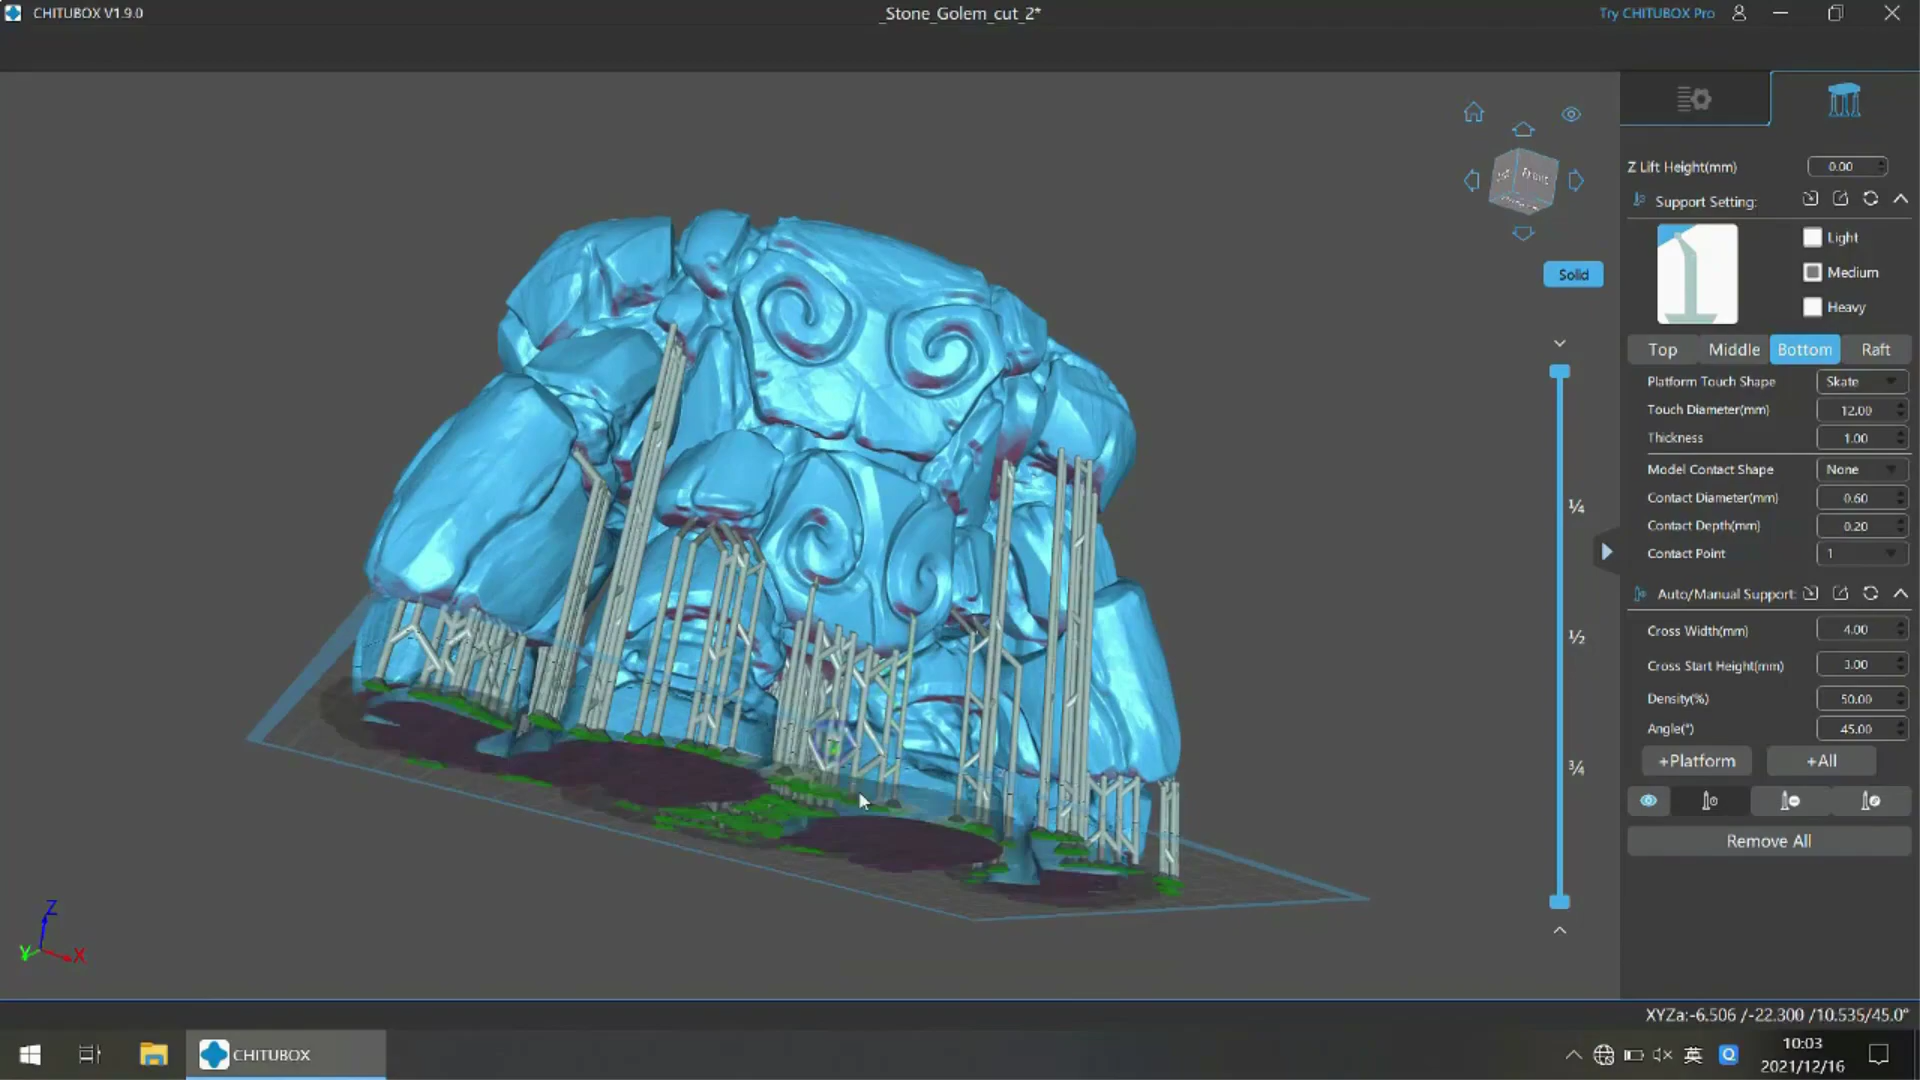 CHITUBOX V1.9.0
_Stone_Golem_cut_2*
Try CHITUBOX Pro
Front
Solid
¼
½
¾
Z Lift Height(mm) 0.00
Support Setting:
Light
Medium
Heavy
Top Middle Bottom Raft
Platform Touch Shape Skate
Touch Diameter(mm) 12.00
Thickness 1.00
Model Contact Shape None
Contact Diameter(mm) 0.60
Contact Depth(mm) 0.20
Contact Point 1
Auto/Manual Support:
Cross Width(mm) 4.00
Cross Start Height(mm) 3.00
Density(%) 50.00
Angle(°) 45.00
+Platform +All
Remove All
Z
Y X
XYZa:-6.506 /-22.300 /10.535/45.0°
CHITUBOX
英
10:03
2021/12/16